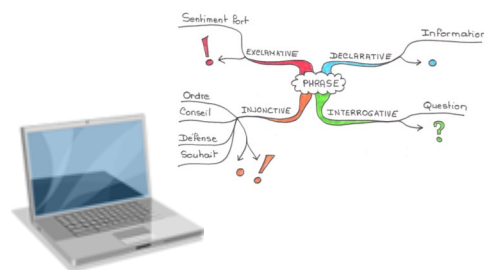 Sentiment fort
!
EXCLAMATIVE
DECLARATIVE
Information
.
PHRASE
Ordre
Conseil
Défense
Souhait
INJONCTIVE
. !
INTERROGATIVE
Question
?